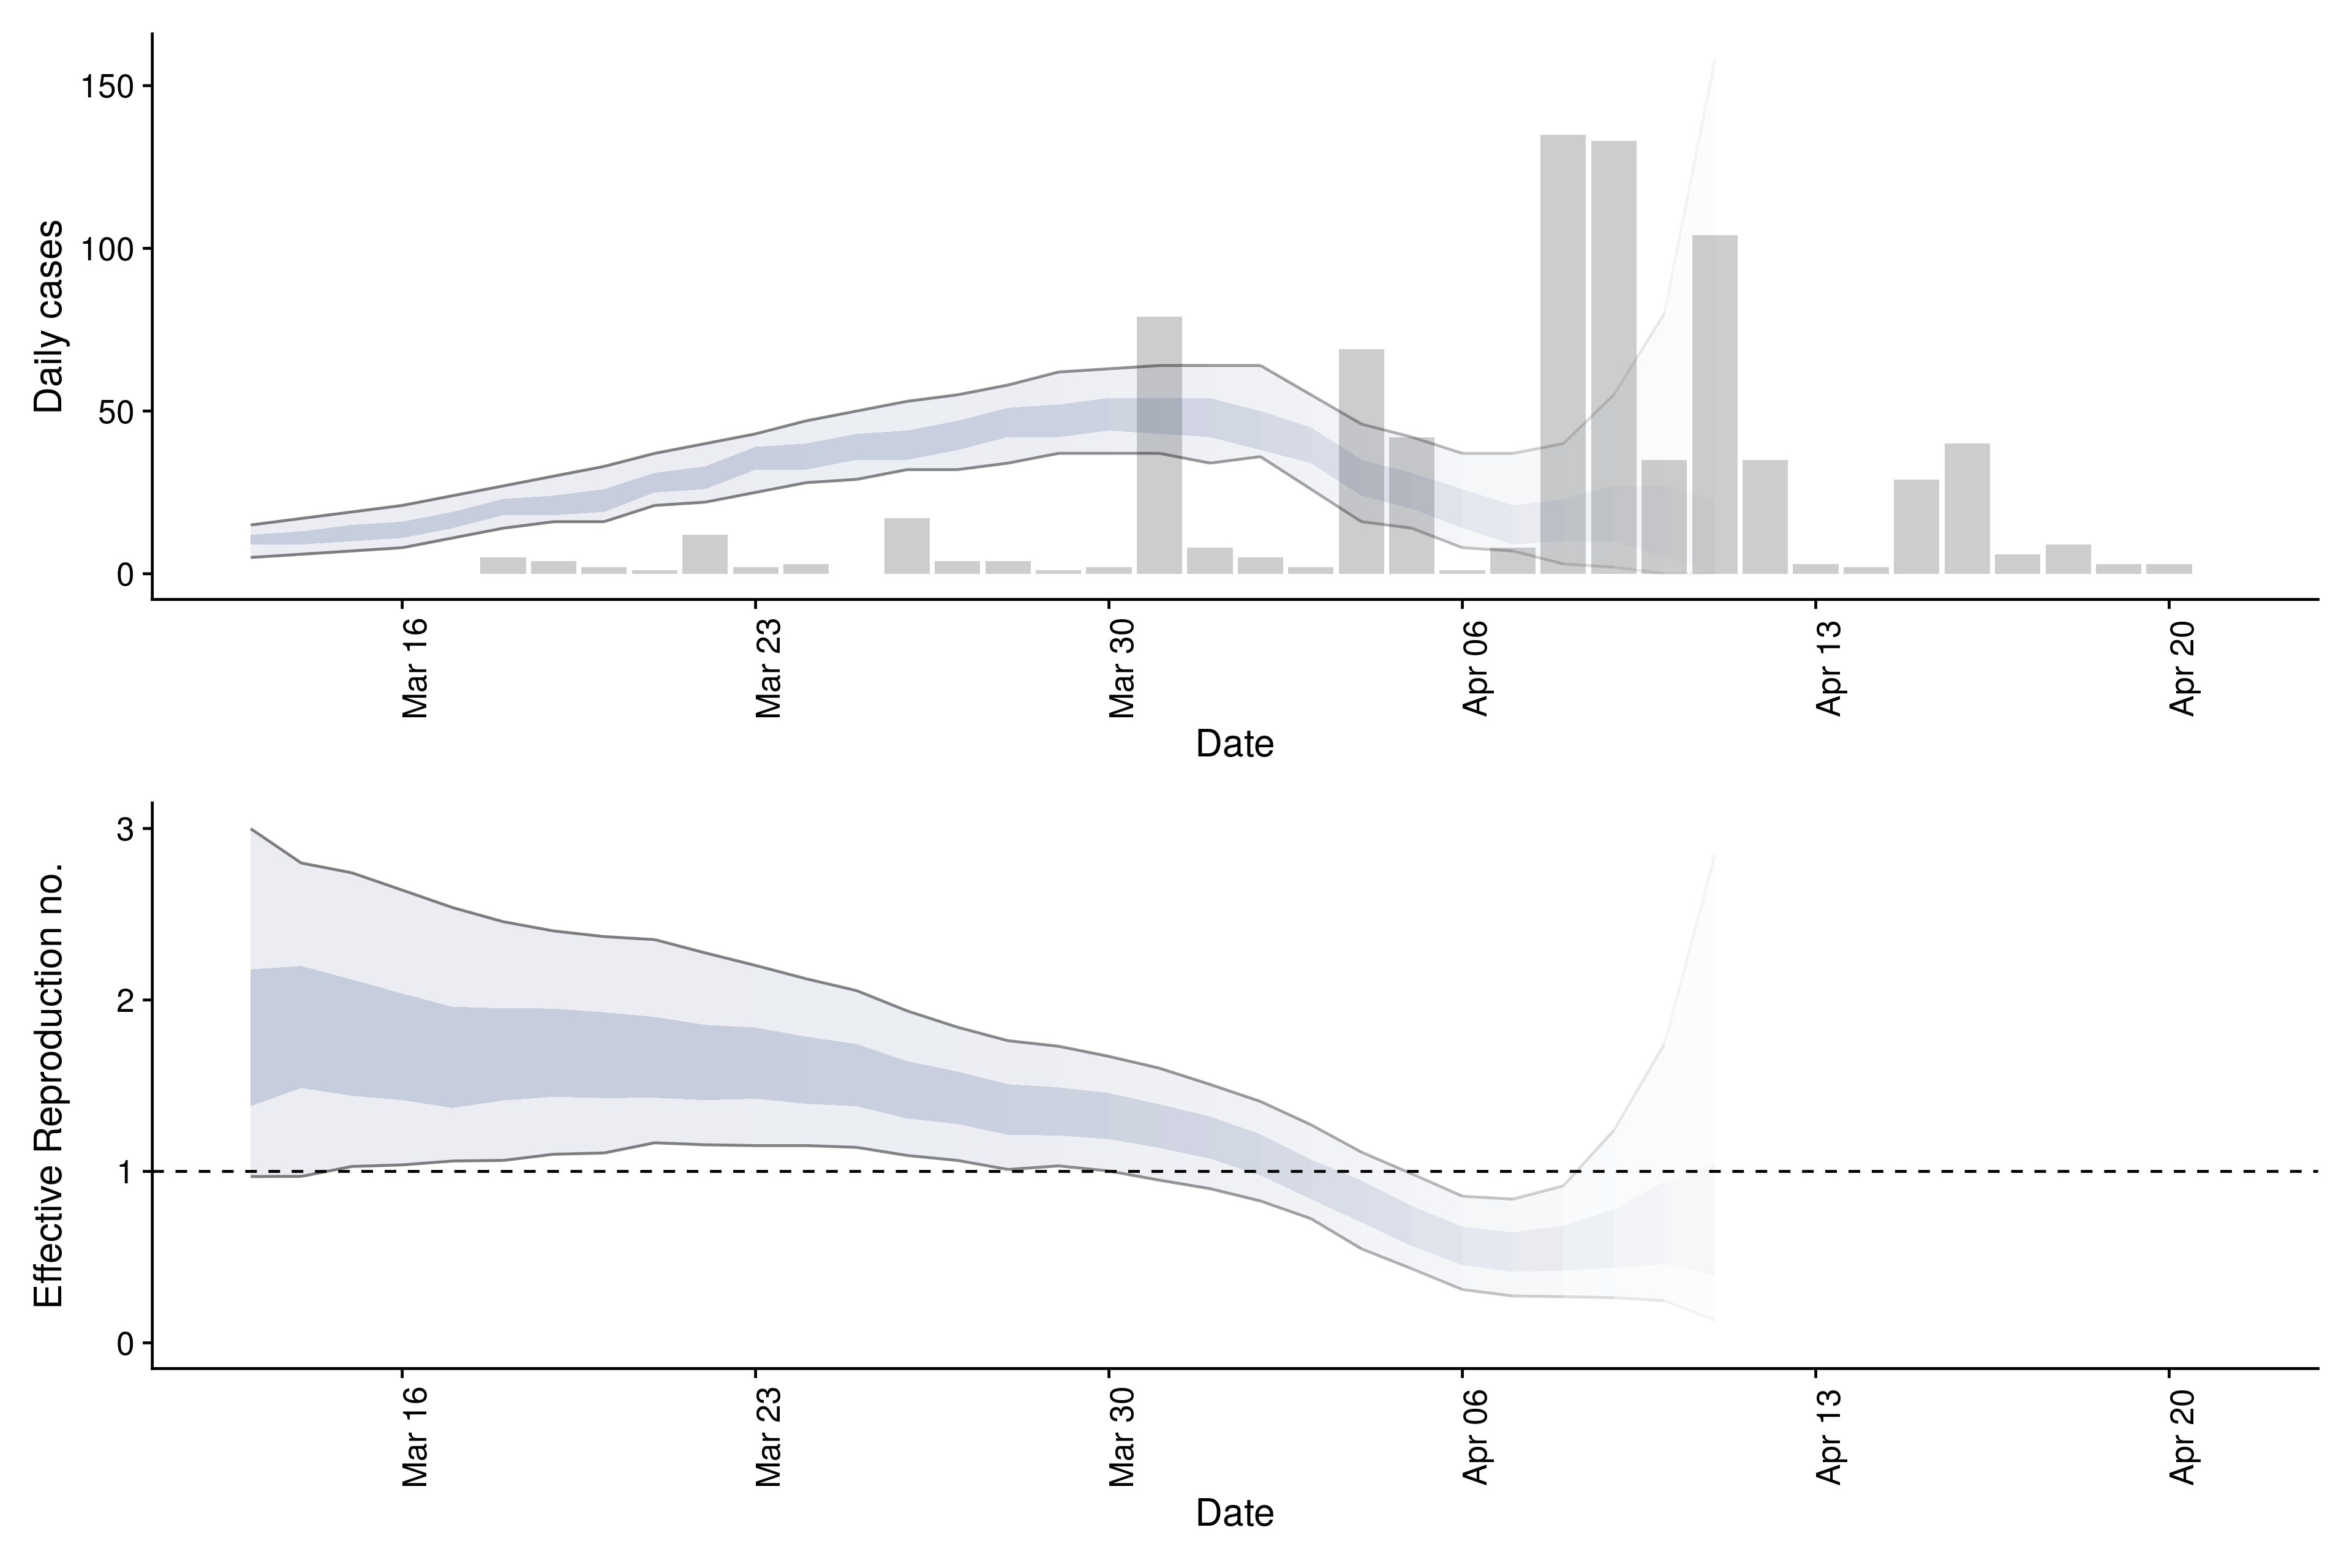 Daily cases
150
100
50
0
Mar 16
Mar 23
Mar 30
Apr 06
Apr 13
Apr 20
Date
Effective Reproduction no.
3
2
1
0
Mar 16
Mar 23
Mar 30
Apr 06
Apr 13
Apr 20
Date